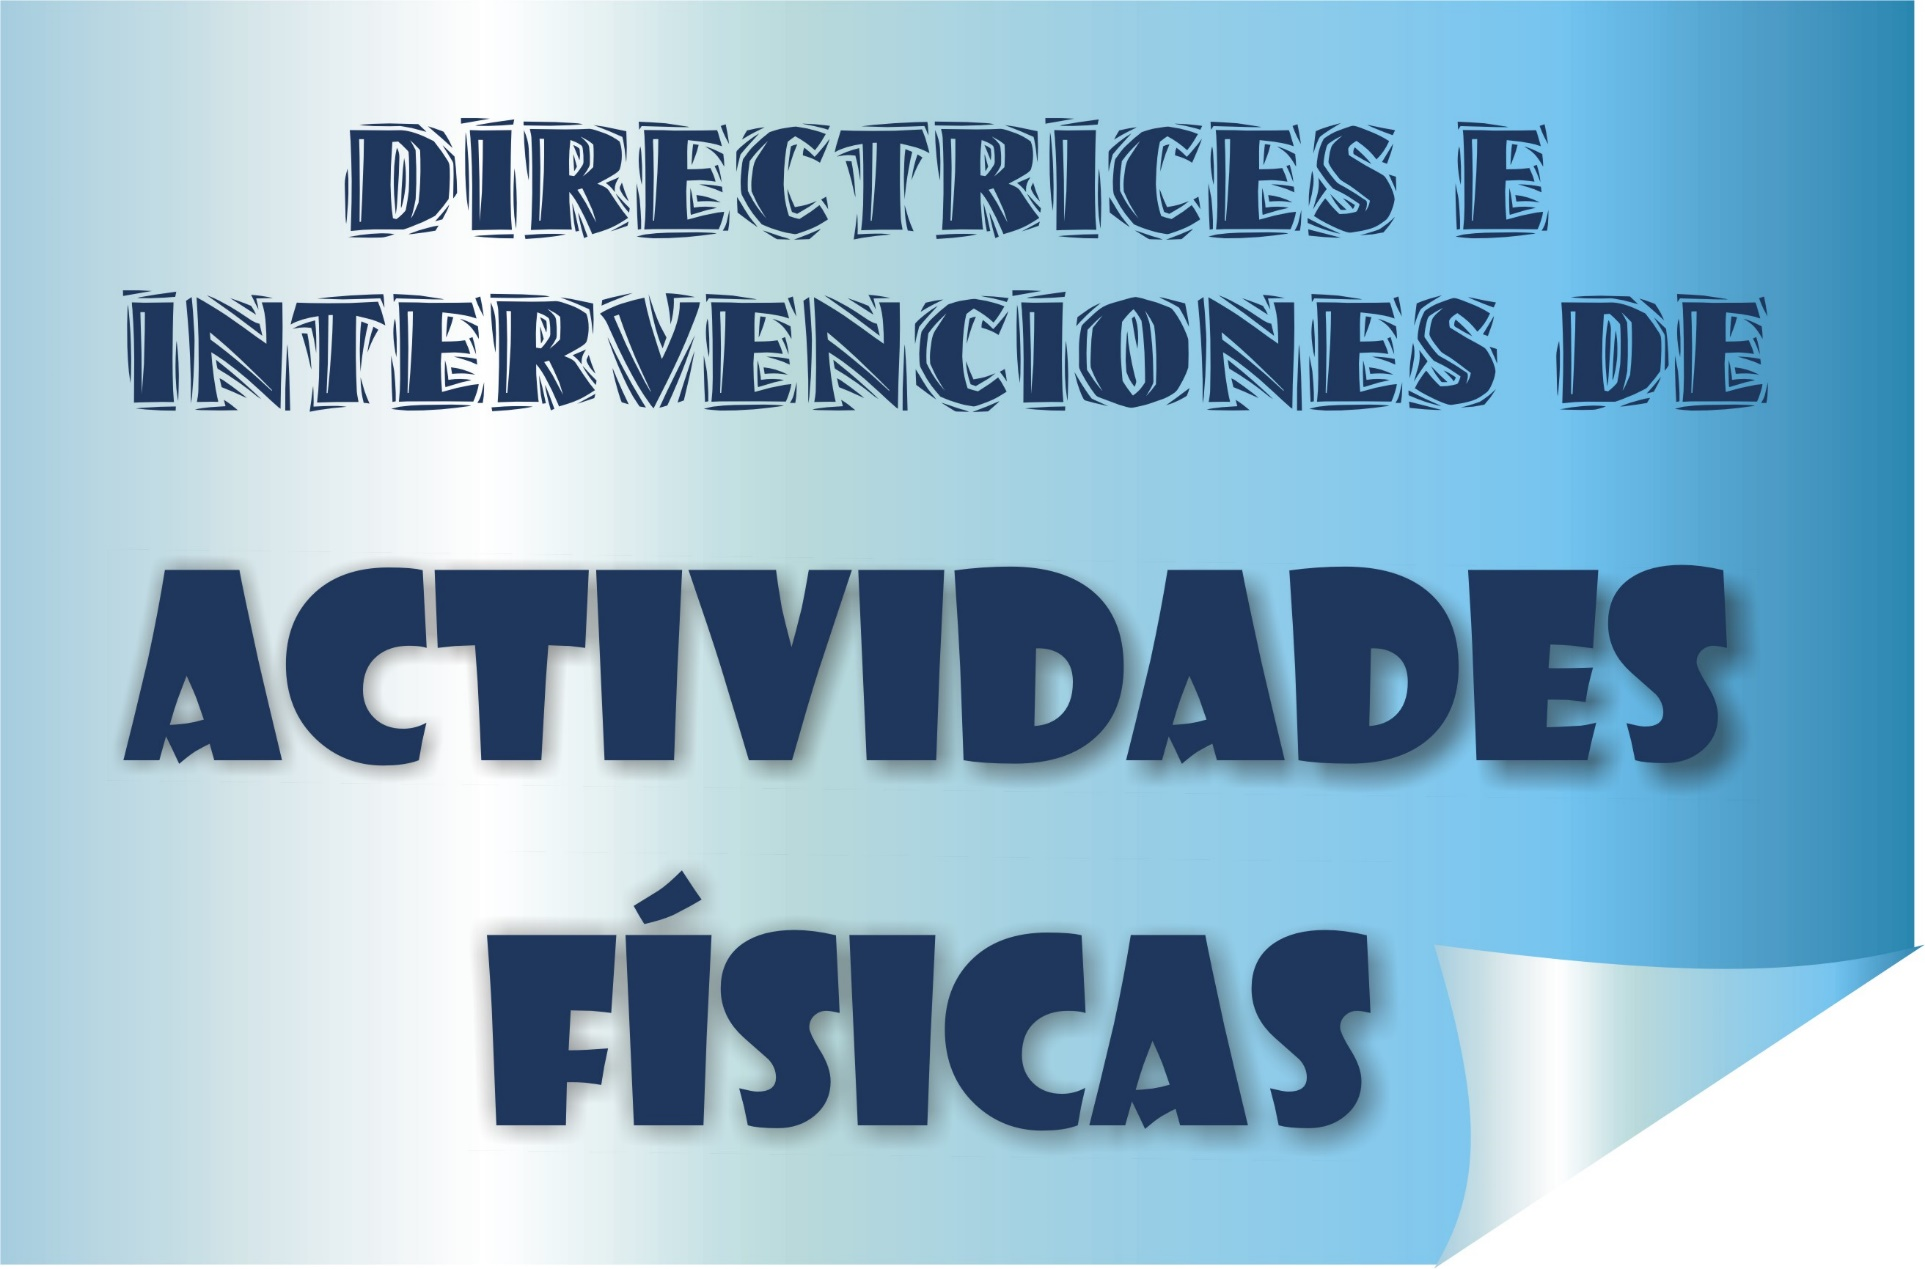 DIRECTRICES E
INTERVENCIONES DE
ACTIVIDADES
FÍSICAS